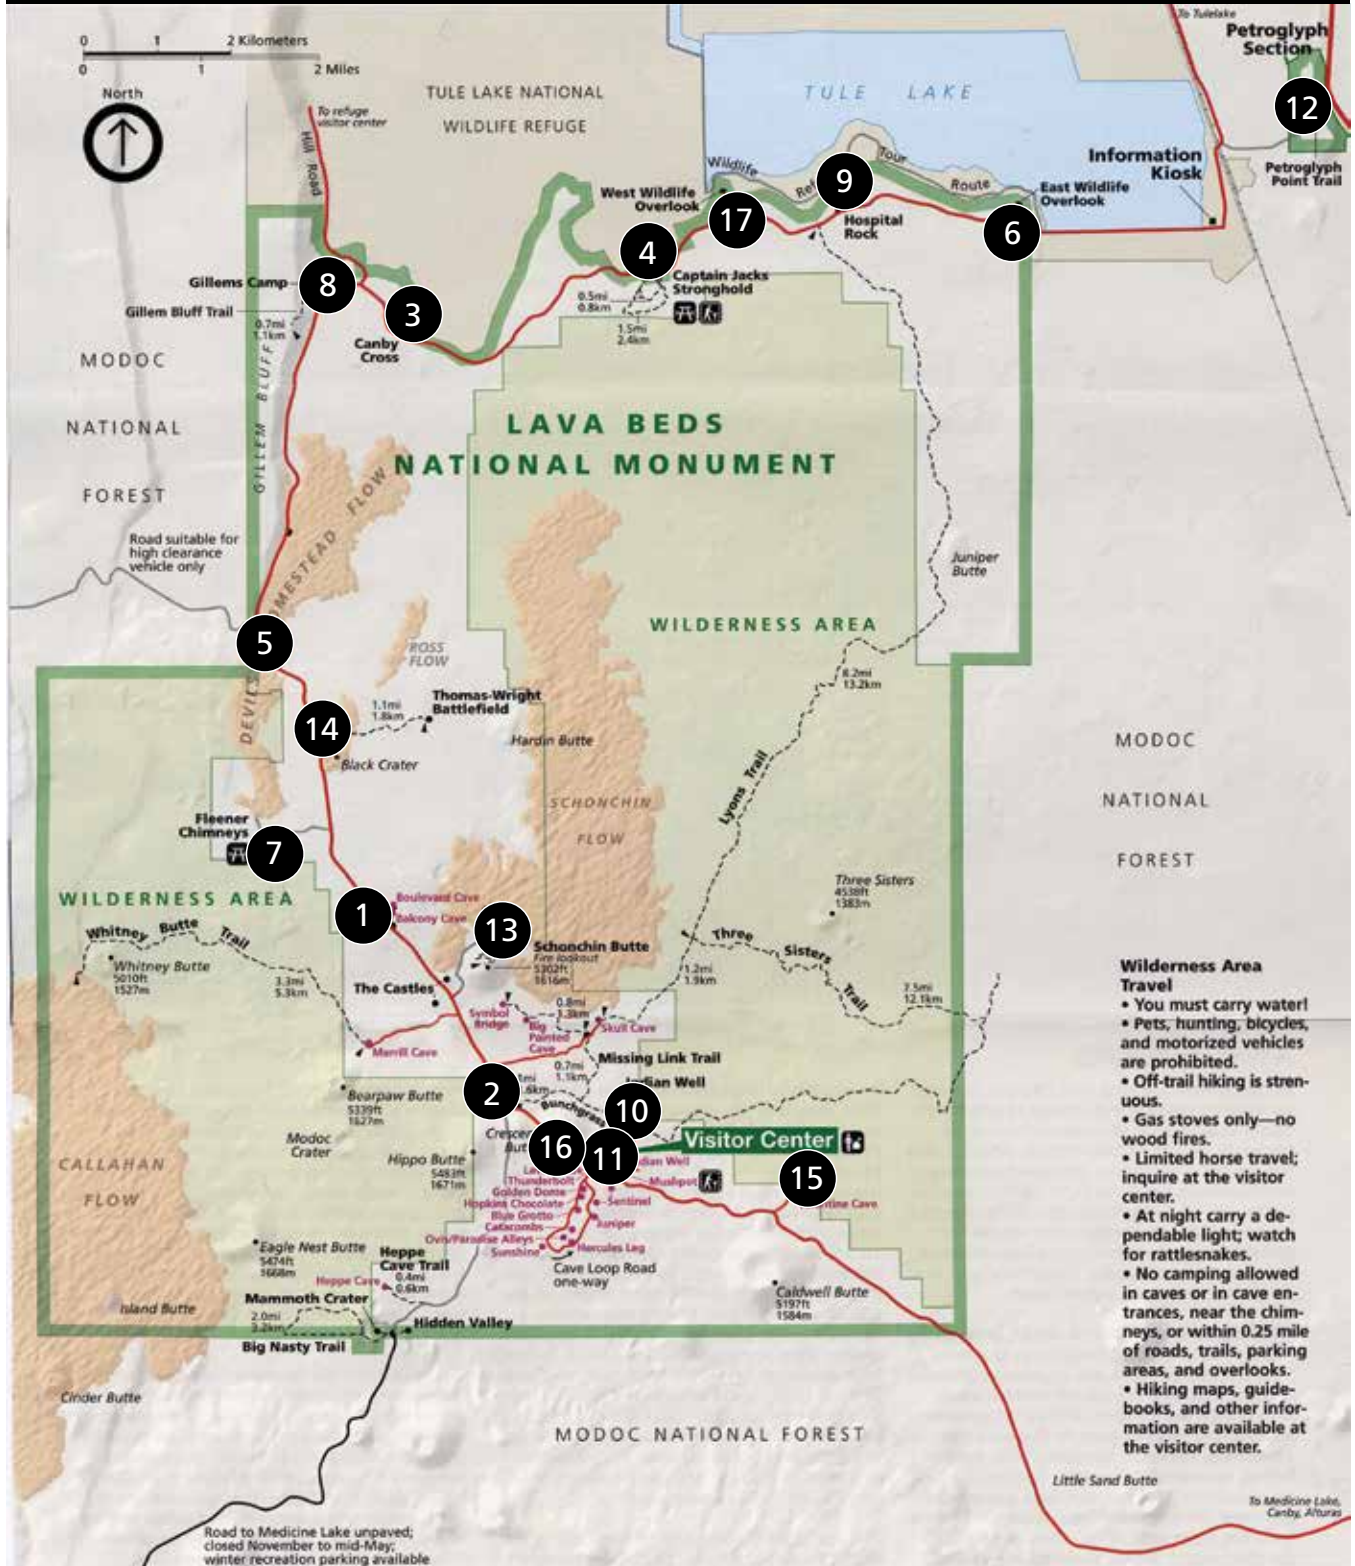 0 1 2 Kilometers
0 1 2 Miles
North
To refuge
visitor center
Hill Road
TULE LAKE NATIONAL
WILDLIFE REFUGE
TULE LAKE
To Tulelake
Petroglyph
Section
12
Petroglyph
Point Trail
Information
Kiosk
Wildlife
Tour
Route
9
West Wildlife
Overlook
17
Hospital
Rock
East Wildlife
Overlook
6
4
Captain Jacks
Stronghold
0.5mi
0.8km
1.5mi
2.4km
Gillems Camp
8
Gillem Bluff Trail
0.7mi
1.1km
3
Canby
Cross
MODOC
NATIONAL
FOREST
GILLEM BLUFF
LAVA BEDS
NATIONAL MONUMENT
Road suitable for
high clearance
vehicle only
FLOW
5
DEVILS
ROSS
FLOW
Juniper
Butte
WILDERNESS AREA
8.2mi
13.2km
14
1.1mi
1.8km
Thomas-Wright
Battlefield
Black Crater
Hardin Butte
SCHONCHIN
FLOW
Lyons Trail
MODOC
NATIONAL
FOREST
Fleener
Chimneys
7
WILDERNESS AREA
1
Boulevard Cave
Balcony Cave
13
Schonchin Butte
Fire lookout
5302ft
1616m
Three Sisters
4538ft
1383m
Three Sisters Trail
1.2mi
1.9km
7.5mi
12.1km
Whitney Butte Trail
Whitney Butte
5010ft
1527m
3.3mi
5.3km
The Castles
Symbol
Bridge
0.8mi
1.3km
Big
Painted
Cave
Skull Cave
Merrill Cave
Missing Link Trail
0.7mi
1.1km
2
Bearpaw Butte
5339ft
1627m
10
Modoc
Crater
Hippo Butte
5483ft
1671m
16
11
Visitor Center
Mushpot
15
Thunderbolt
Golden Dome
Sentinel
Hopkins Chocolate
Blue Grotto
Juniper
Catacombs
Ovis/Paradise Alleys
Sunshine
Hercules Leg
Cave Loop Road
one-way
CALLAHAN
FLOW
Eagle Nest Butte
5474ft
1668m
Heppe
Cave Trail
0.4mi
0.6km
Heppe Cave
Island Butte
Mammoth Crater
2.0mi
3.2km
Hidden Valley
Big Nasty Trail
Caldwell Butte
5197ft
1584m
Cinder Butte
MODOC NATIONAL FOREST
Little Sand Butte
To Medicine Lake,
Canby, Alturas
Road to Medicine Lake unpaved;
closed November to mid-May;
winter recreation parking available
Wilderness Area
Travel
• You must carry water!
• Pets, hunting, bicycles,
and motorized vehicles
are prohibited.
• Off-trail hiking is stren-
uous.
• Gas stoves only—no
wood fires.
• Limited horse travel;
inquire at the visitor
center.
• At night carry a de-
pendable light; watch
for rattlesnakes.
• No camping allowed
in caves or in cave en-
trances, near the chim-
neys, or within 0.25 mile
of roads, trails, parking
areas, and overlooks.
• Hiking maps, guide-
books, and other infor-
mation are available at
the visitor center.